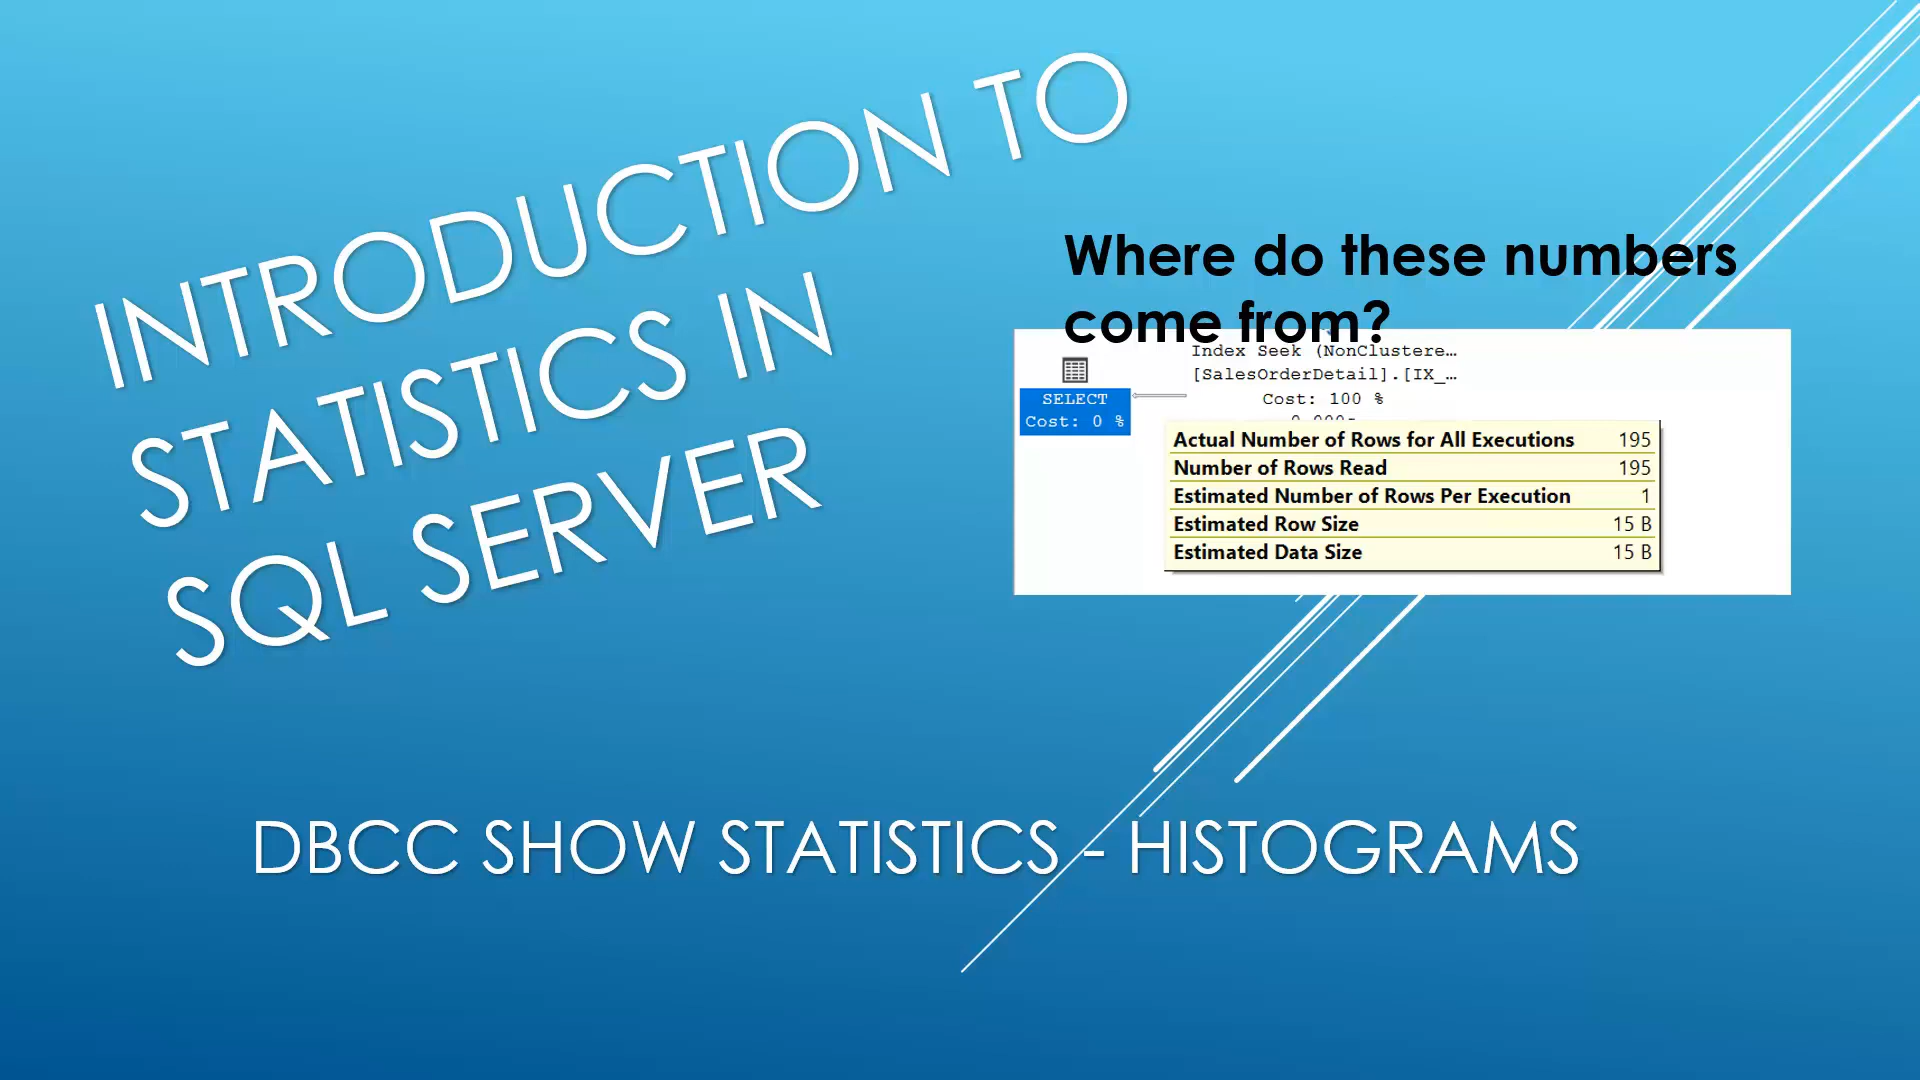 INTRODUCTION TO
STATISTICS IN
SQL SERVER
Where do these numbers
come from?
Index Seek (NonClustere…
[SalesOrderDetail].[IX_…
Cost: 100 %
SELECT
Cost: 0 %
Actual Number of Rows for All Executions 195
Number of Rows Read 195
Estimated Number of Rows Per Execution 1
Estimated Row Size 15 B
Estimated Data Size 15 B
DBCC SHOW STATISTICS - HISTOGRAMS